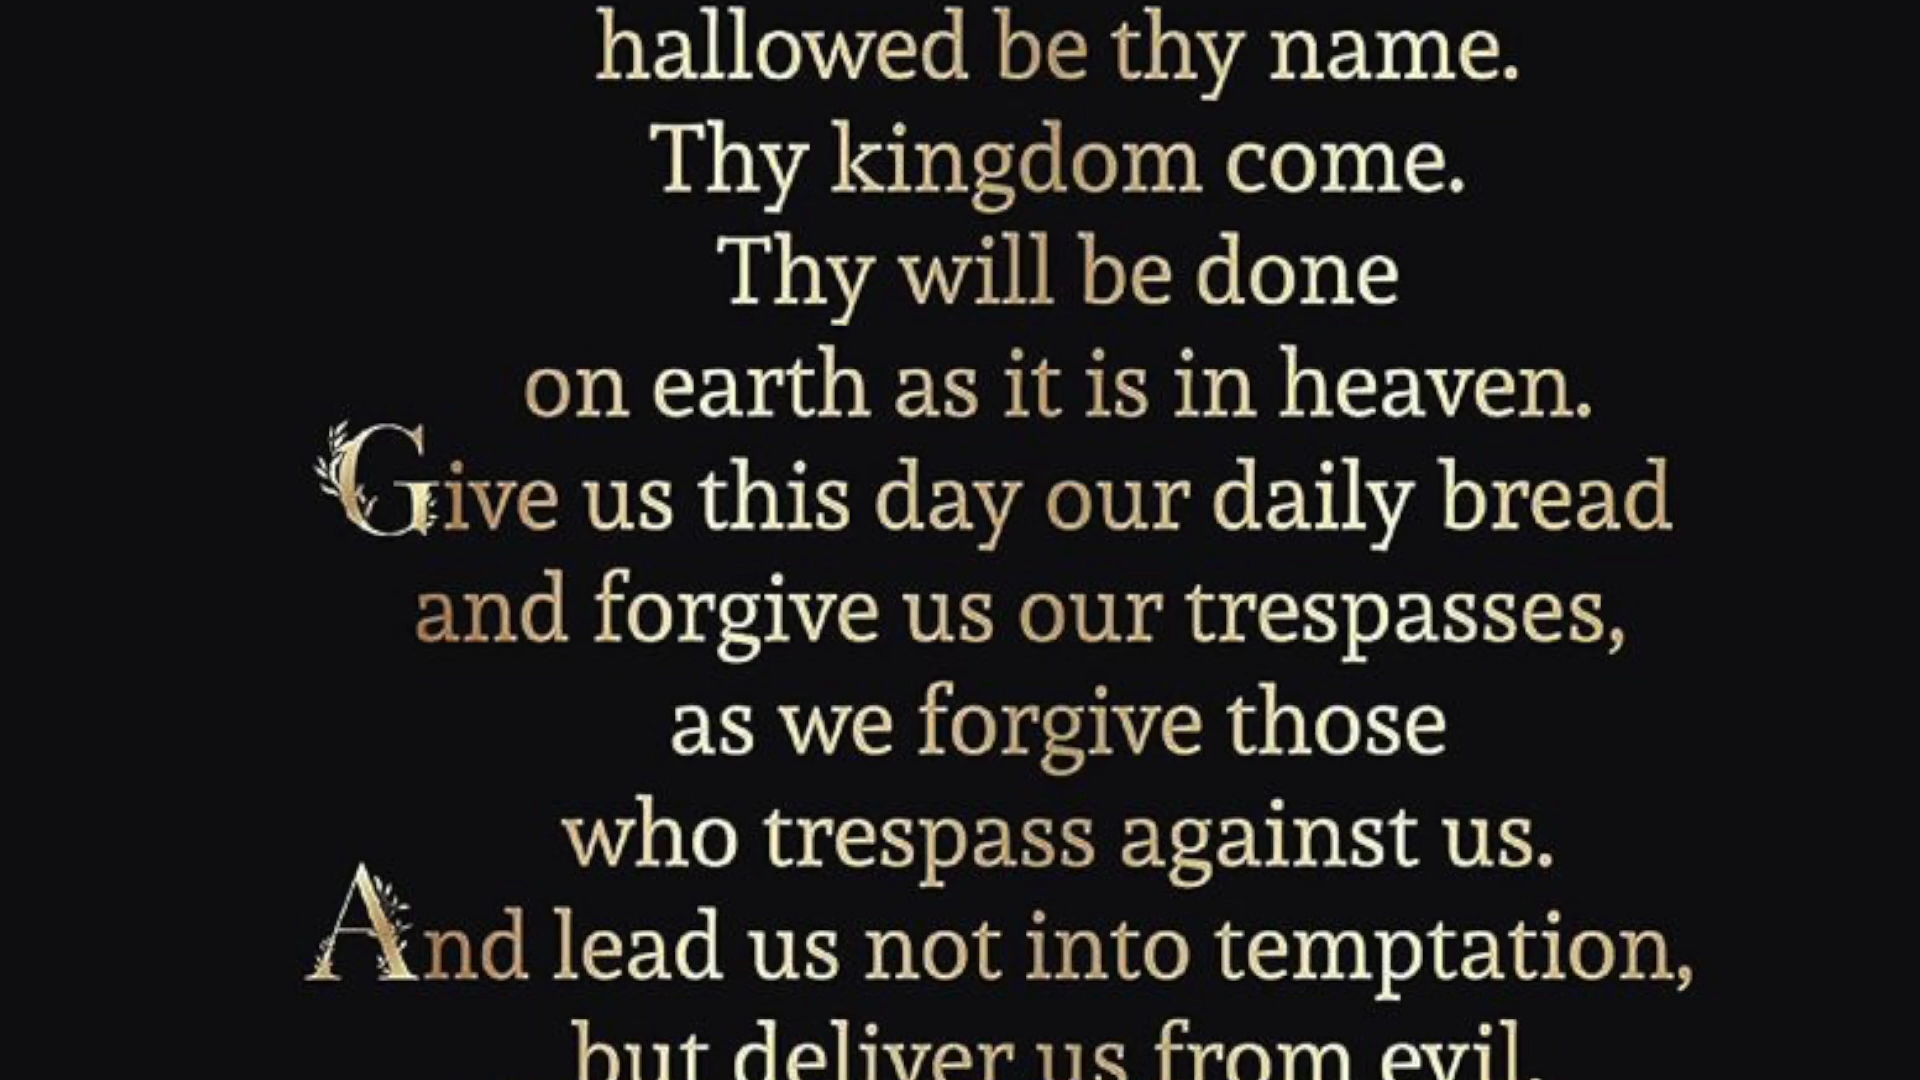 hallowed be thy name.
Thy kingdom come.
Thy will be done
on earth as it is in heaven.
Give us this day our daily bread
and forgive us our trespasses,
as we forgive those
who trespass against us.
And lead us not into temptation,
but deliver us from evil.